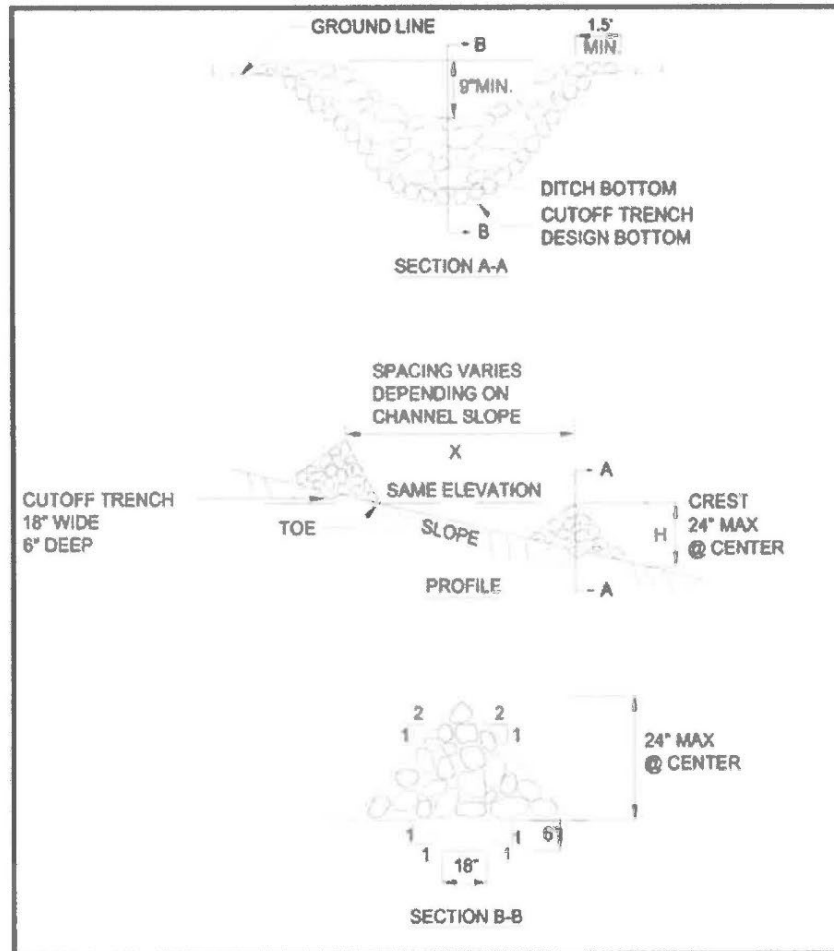 GROUND LINE
B
1.5'
MIN.
9"MIN.
DITCH BOTTOM
CUTOFF TRENCH
DESIGN BOTTOM
B
SECTION A-A
SPACING VARIES
DEPENDING ON
CHANNEL SLOPE
X
A
CUTOFF TRENCH
18" WIDE
6" DEEP
SAME ELEVATION
TOE
SLOPE
H
CREST
24" MAX
@ CENTER
PROFILE
A
2
1
2
1
24" MAX
@ CENTER
1
1
1
1
6"
18"
SECTION B-B